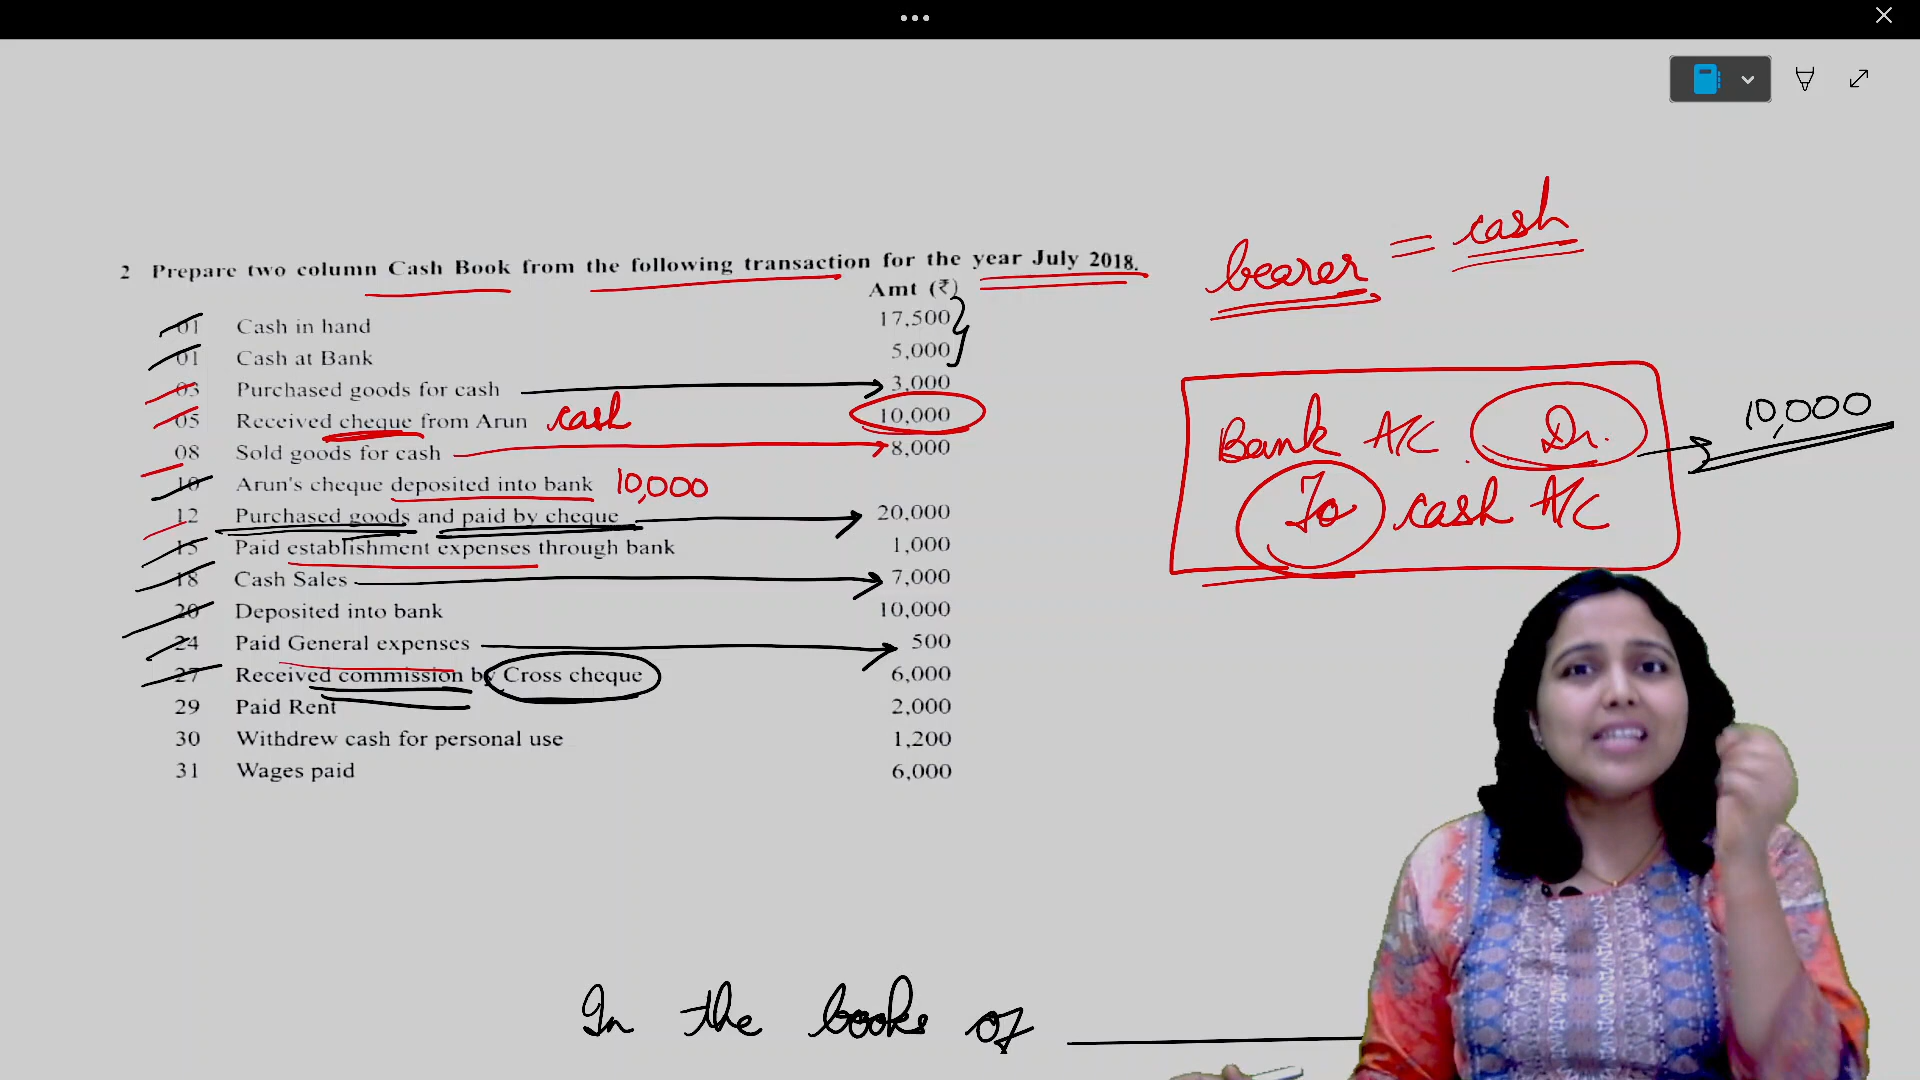 2 Prepare two column Cash Book from the following transaction for the year July 2018.
Amt (₹)
01 Cash in hand 17,500
01 Cash at Bank 5,000
03 Purchased goods for cash 3,000
05 Received cheque from Arun cash 10,000
08 Sold goods for cash 8,000
10 Arun's cheque deposited into bank 10,000
12 Purchased goods and paid by cheque 20,000
15 Paid establishment expenses through bank 1,000
18 Cash Sales 7,000
20 Deposited into bank 10,000
24 Paid General expenses 500
27 Received commission by Cross cheque 6,000
29 Paid Rent 2,000
30 Withdrew cash for personal use 1,200
31 Wages paid 6,000
bearer = cash
Bank A/C Dr. 10,000
To cash A/C
In the books of